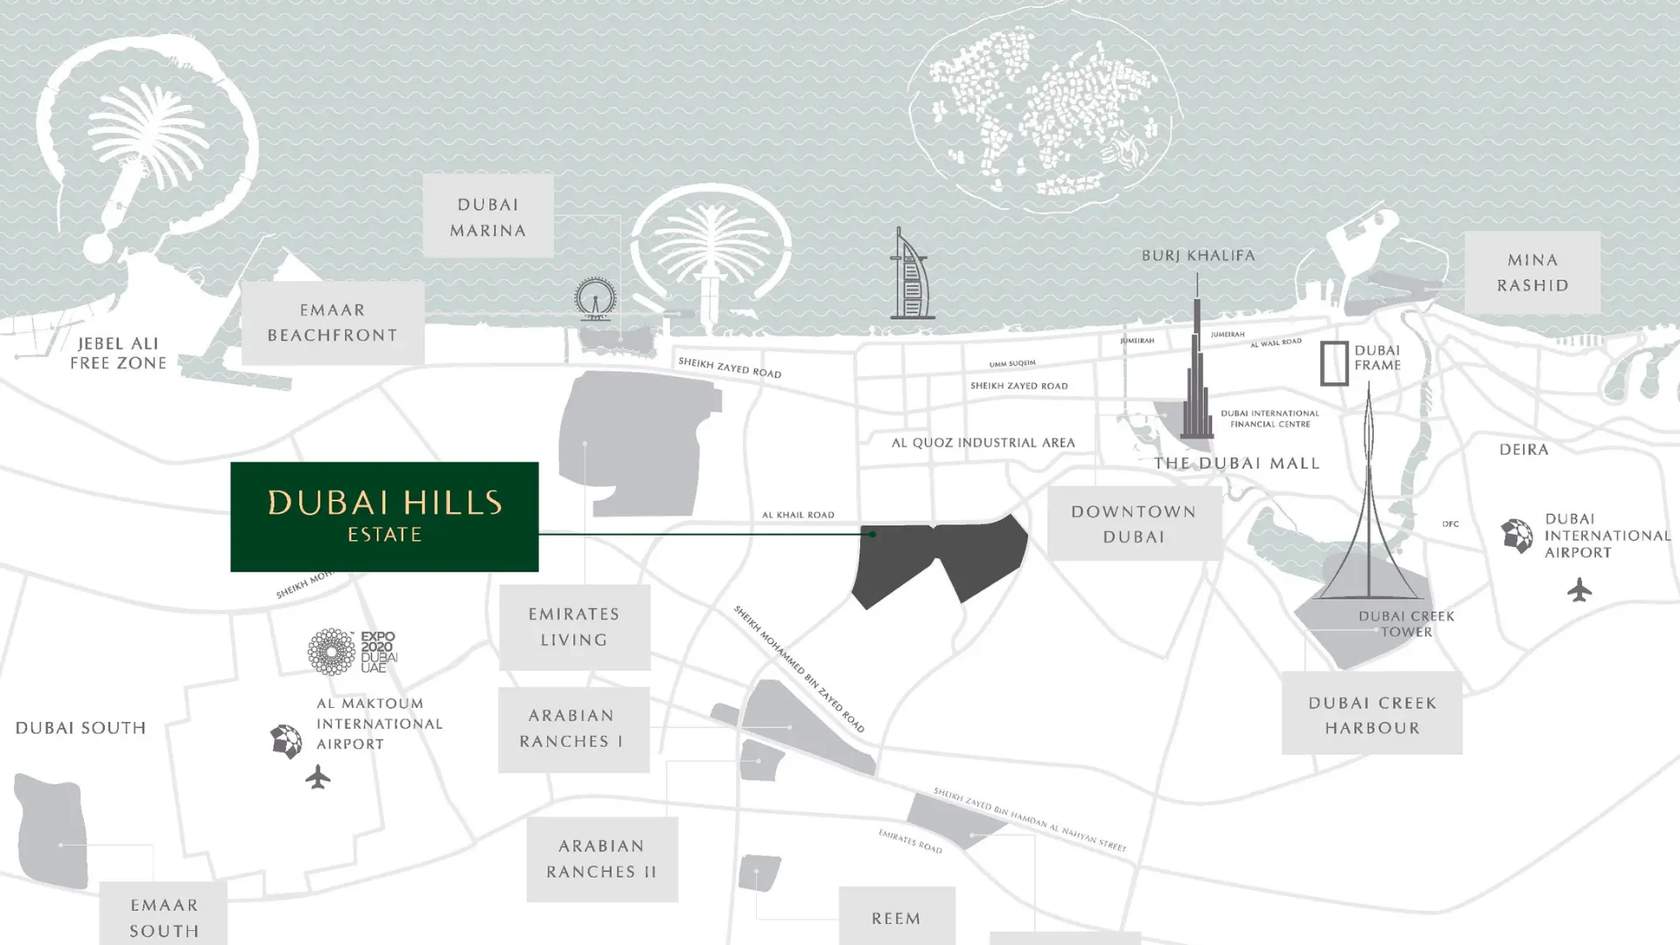 DUBAI
MARINA
BURJ KHALIFA
MINA
RASHID
EMAAR
BEACHFRONT
JEBEL ALI
FREE ZONE
SHEIKH ZAYED ROAD
UMM SUQEIM
SHEIKH ZAYED ROAD
JUMEIRAH
JUMEIRAH
AL WASL ROAD
DUBAI
FRAME
DUBAI INTERNATIONAL
FINANCIAL CENTRE
AL QUOZ INDUSTRIAL AREA
THE DUBAI MALL
DEIRA
DUBAI HILLS
ESTATE
AL KHAIL ROAD
DOWNTOWN
DUBAI
DFC
DUBAI
INTERNATIONAL
AIRPORT
SHEIKH
EMIRATES
LIVING
SHEIKH MOHAMMED BIN ZAYED ROAD
DUBAI CREEK
TOWER
EXPO
2020
DUBAI
UAE
AL MAKTOUM
INTERNATIONAL
AIRPORT
DUBAI SOUTH
ARABIAN
RANCHES I
DUBAI CREEK
HARBOUR
SHEIKH ZAYED BIN HAMDAN AL NAHYAN STREET
EMIRATES ROAD
ARABIAN
RANCHES II
EMAAR
SOUTH
REEM